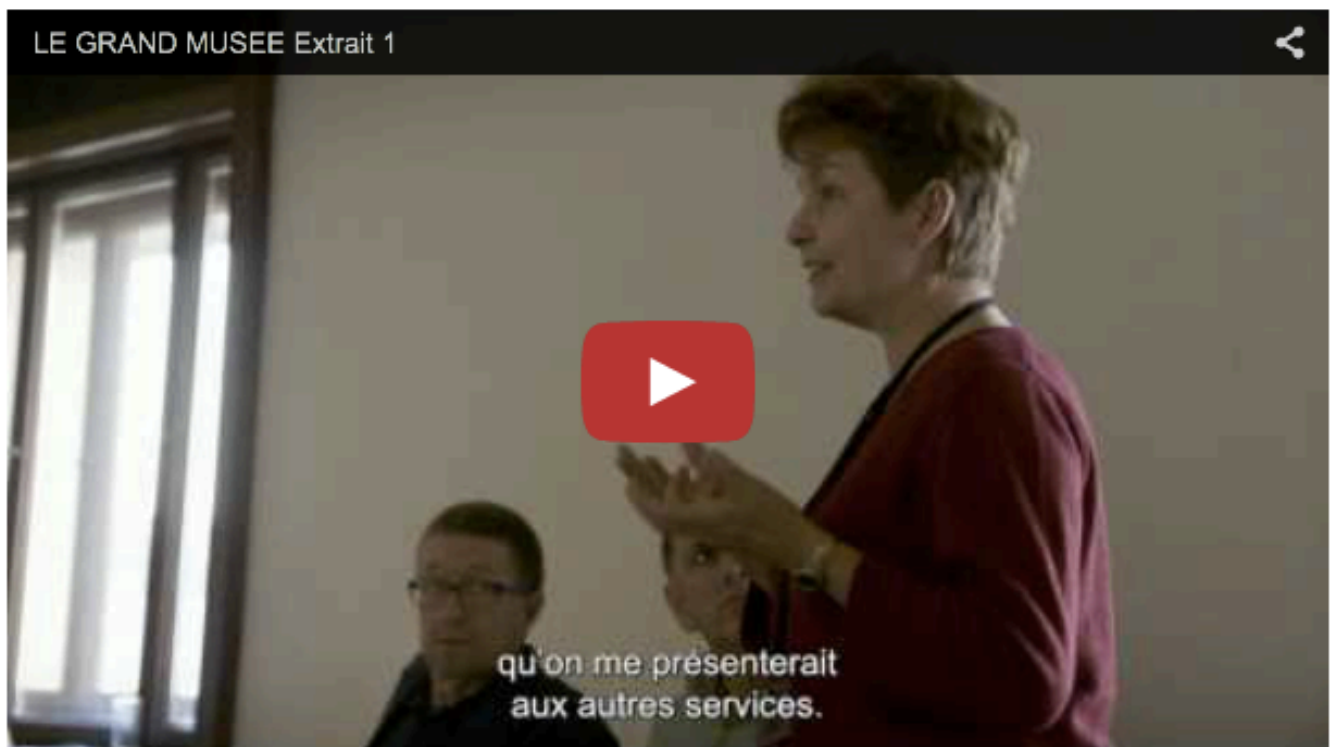 LE GRAND MUSEE Extrait 1
qu'on me présenterait
aux autres services.